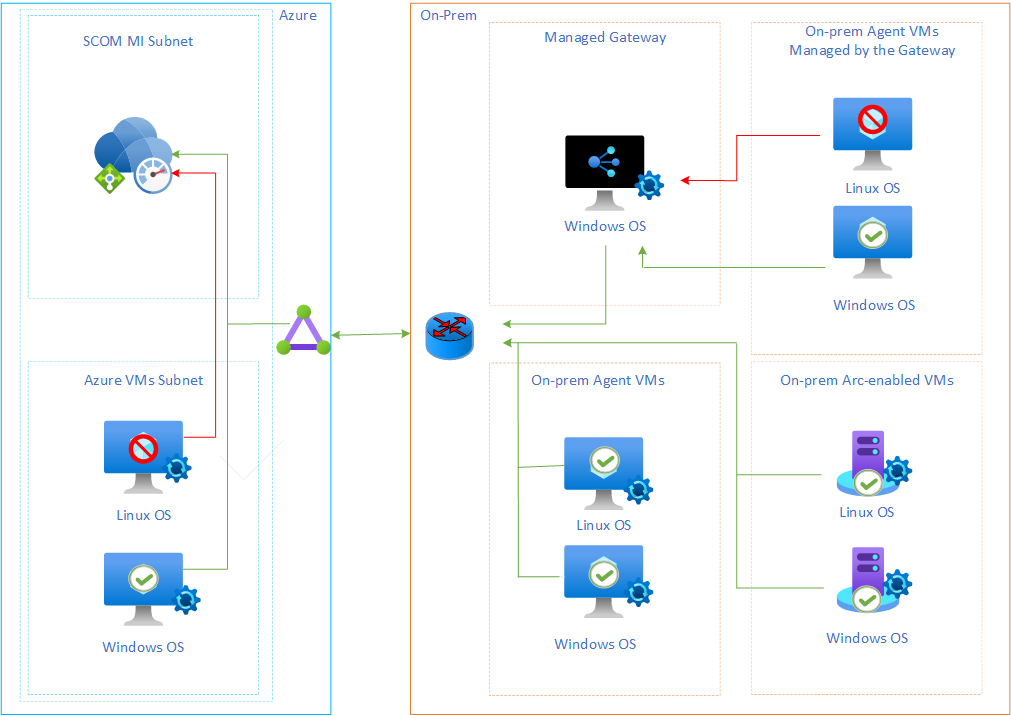 Azure
SCOM MI Subnet
Azure VMs Subnet
Linux OS
Windows OS
On-Prem
Managed Gateway
Windows OS
On-prem Agent VMs
Managed by the Gateway
Linux OS
Windows OS
On-prem Agent VMs
Linux OS
Windows OS
On-prem Arc-enabled VMs
Linux OS
Windows OS